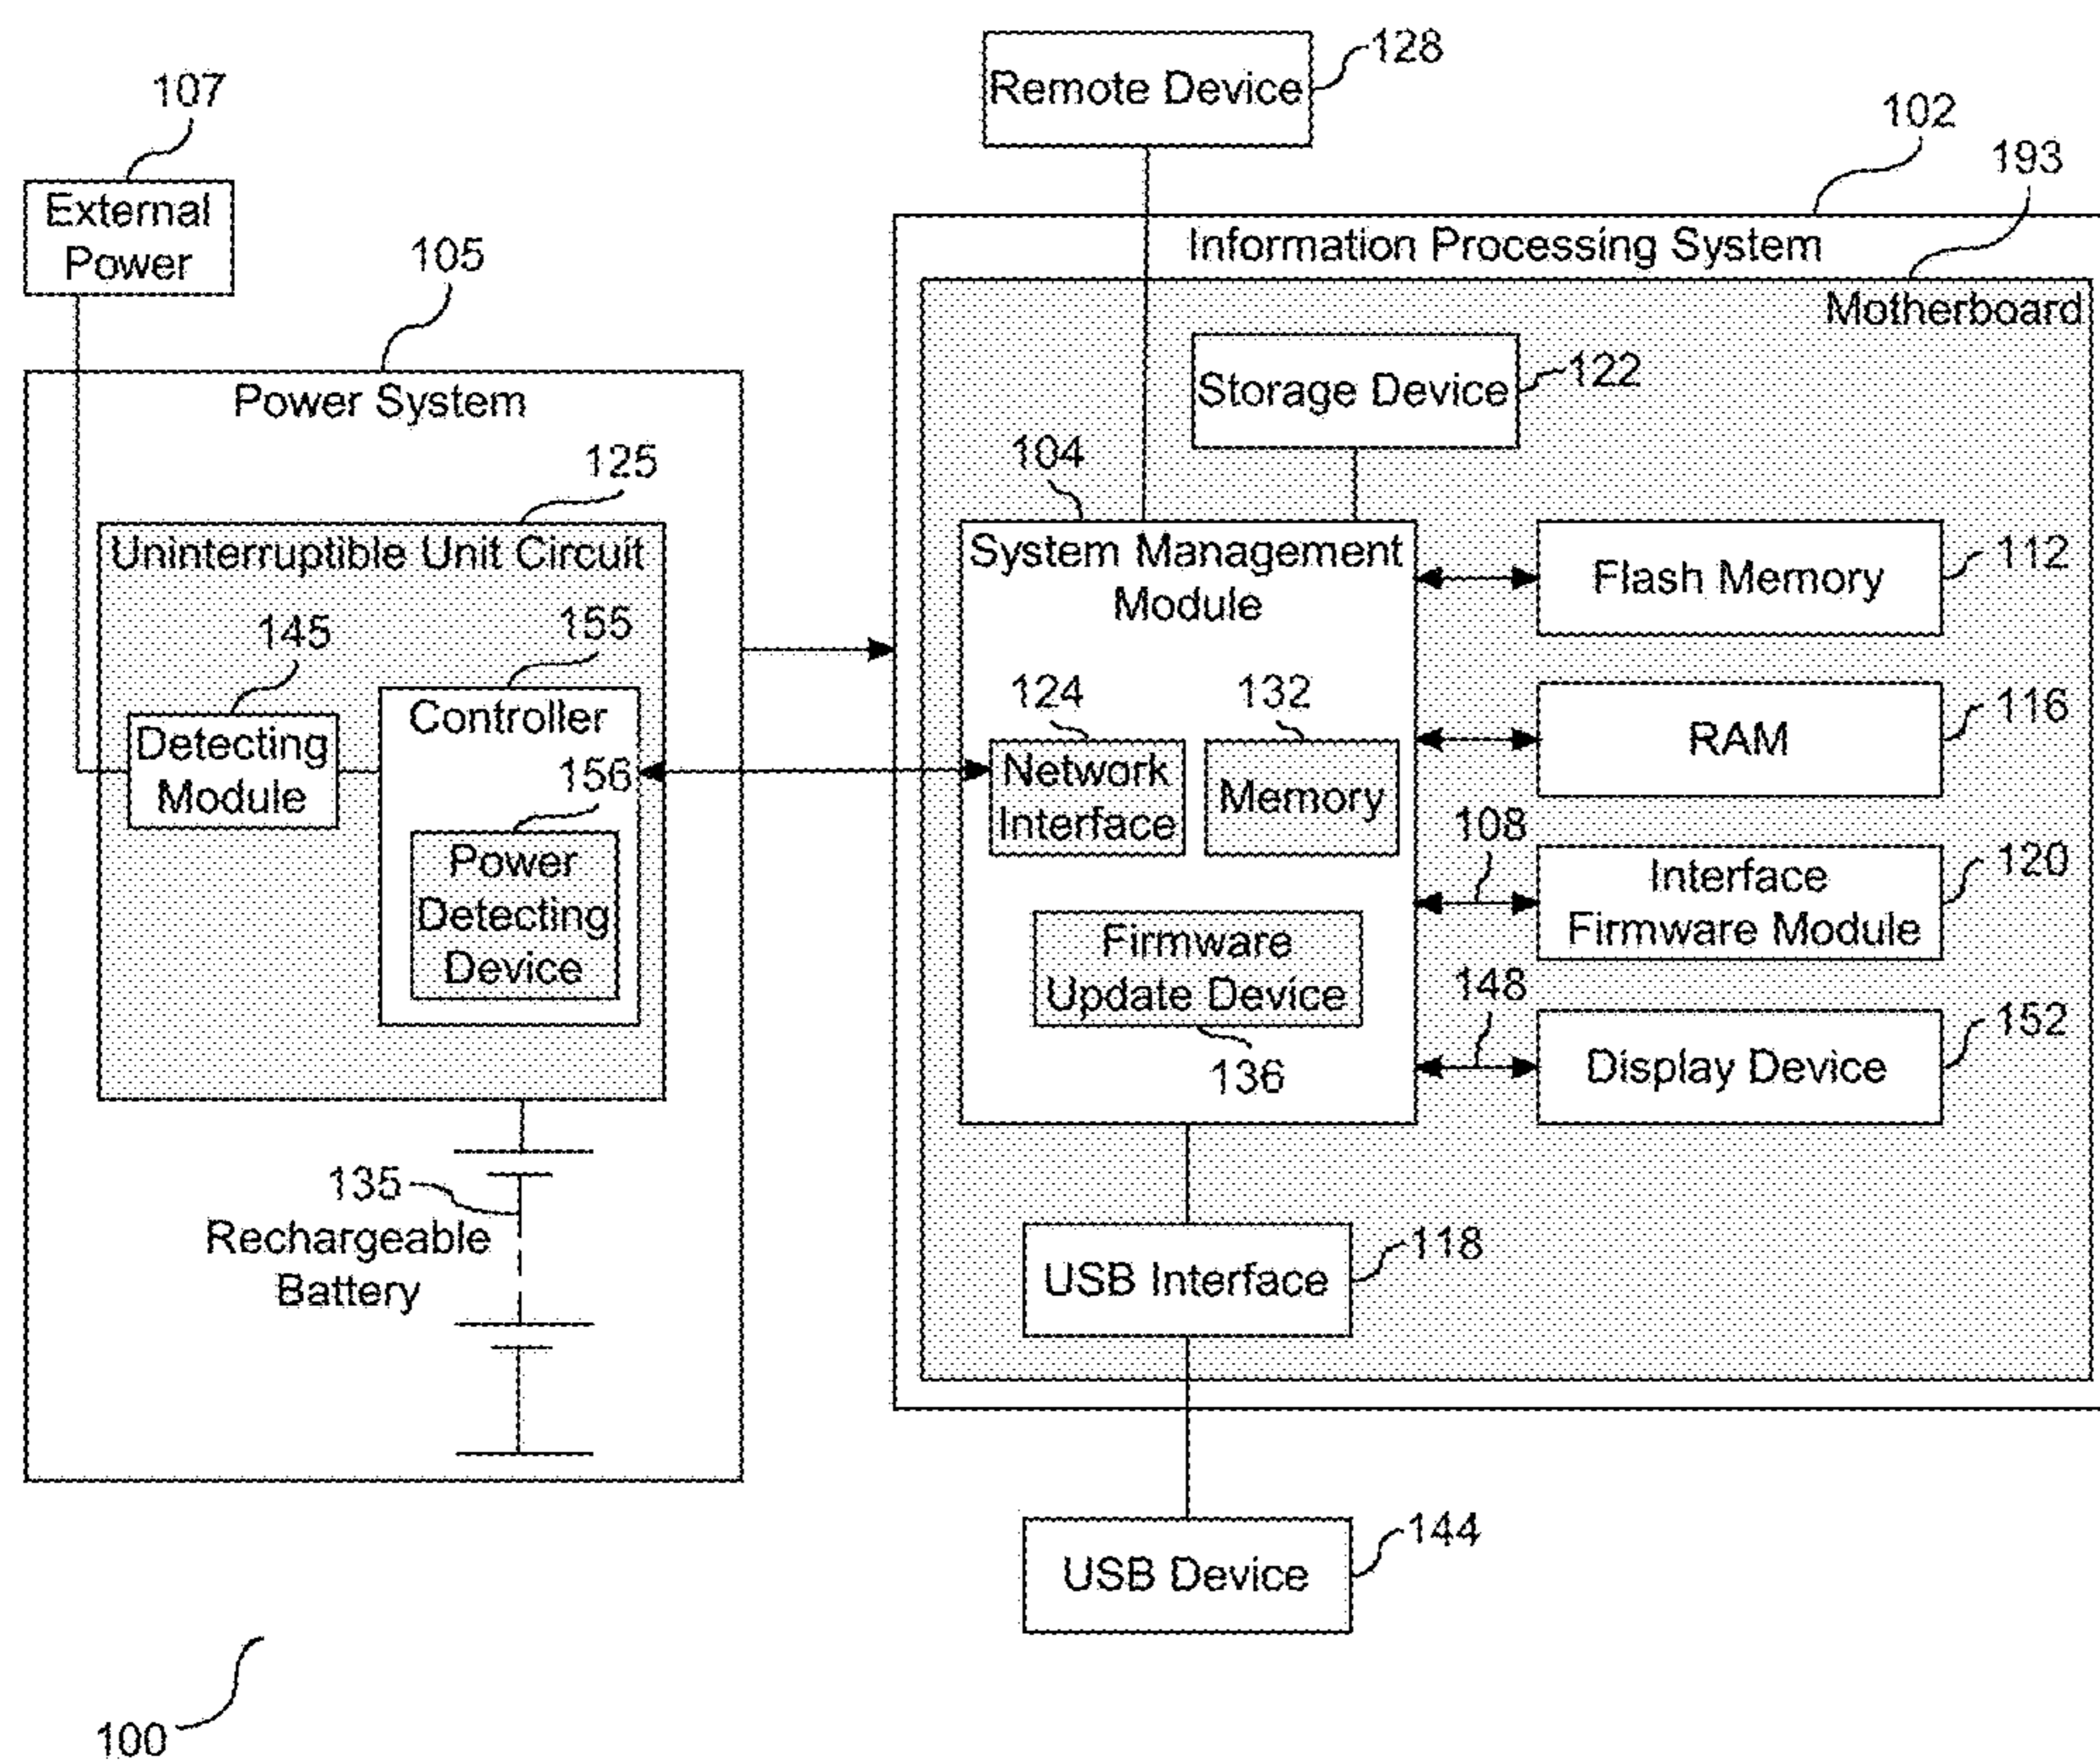 128
Remote Device
107
External
Power
102
193
Information Processing System
Motherboard
105
Power System
Storage Device
122
125
Uninterruptible Unit Circuit
104
System Management
Module
Flash Memory
112
145
Detecting
Module
155
Controller
156
Power
Detecting
Device
124
Network
Interface
132
Memory
RAM
116
108
Interface
Firmware Module
120
Firmware
Update Device
136
148
Display Device
152
135
Rechargeable
Battery
USB Interface
118
USB Device
144
100